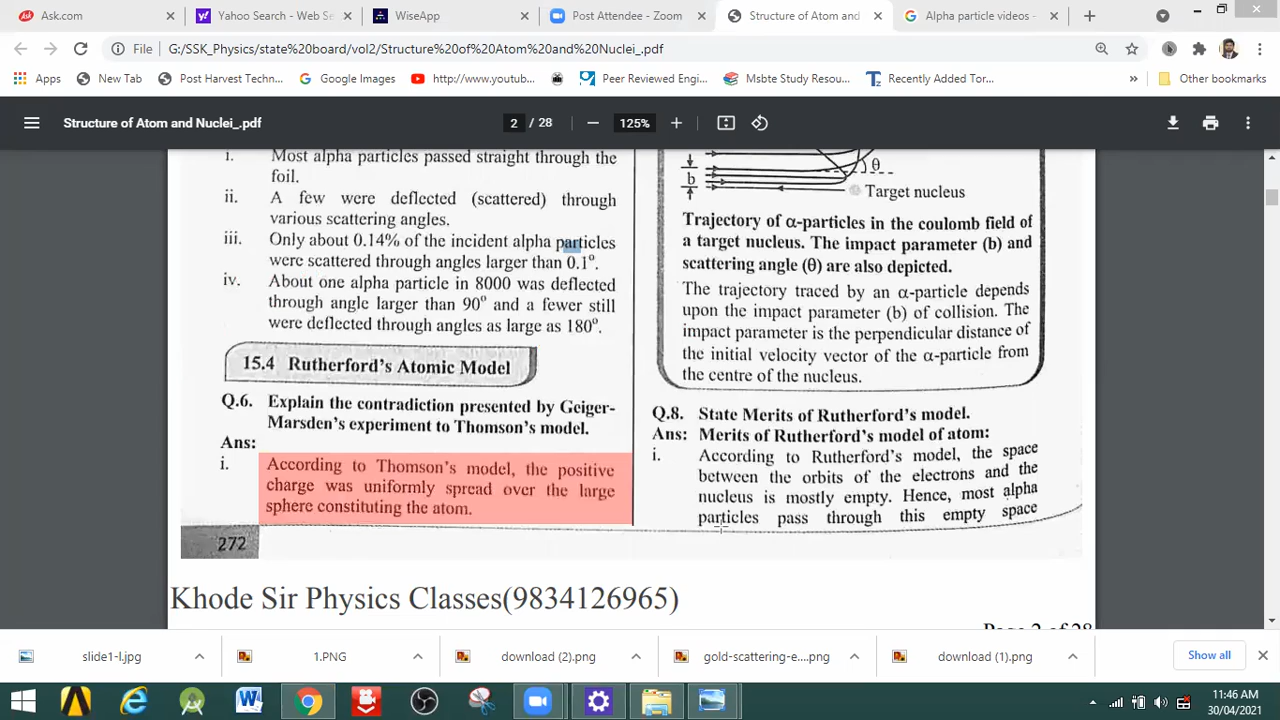 Ask.com
Yahoo Search - Web Se
WiseApp
Post Attendee - Zoom
Structure of Atom and
Alpha particle videos -
File
G:/SSK_Physics/state%20board/vol2/Structure%20of%20Atom%20and%20Nuclei_.pdf
Apps
New Tab
Post Harvest Techn...
Google Images
http://www.youtub...
Peer Reviewed Engi...
Msbte Study Resou...
Recently Added Tor...
»
Other bookmarks
Structure of Atom and Nuclei_.pdf
2 / 28
125%
i. Most alpha particles passed straight through the
foil.
ii. A few were deflected (scattered) through
various scattering angles.
iii. Only about 0.14% of the incident alpha particles
were scattered through angles larger than 0.1°.
iv. About one alpha particle in 8000 was deflected
through angle larger than 90° and a fewer still
were deflected through angles as large as 180°.
15.4 Rutherford's Atomic Model
Q.6. Explain the contradiction presented by Geiger-
Marsden's experiment to Thomson's model.
Ans:
i. According to Thomson's model, the positive
charge was uniformly spread over the large
sphere constituting the atom.
272
θ
b
Target nucleus
Trajectory of α-particles in the coulomb field of
a target nucleus. The impact parameter (b) and
scattering angle (θ) are also depicted.
The trajectory traced by an α-particle depends
upon the impact parameter (b) of collision. The
impact parameter is the perpendicular distance of
the initial velocity vector of the α-particle from
the centre of the nucleus.
Q.8. State Merits of Rutherford's model.
Ans: Merits of Rutherford's model of atom:
i. According to Rutherford's model, the space
between the orbits of the electrons and the
nucleus is mostly empty. Hence, most alpha
particles pass through this empty space
Khode Sir Physics Classes(9834126965)
Page 2 of 28
slide1-l.jpg
1.PNG
download (2).png
gold-scattering-e....png
download (1).png
Show all
11:46 AM
30/04/2021